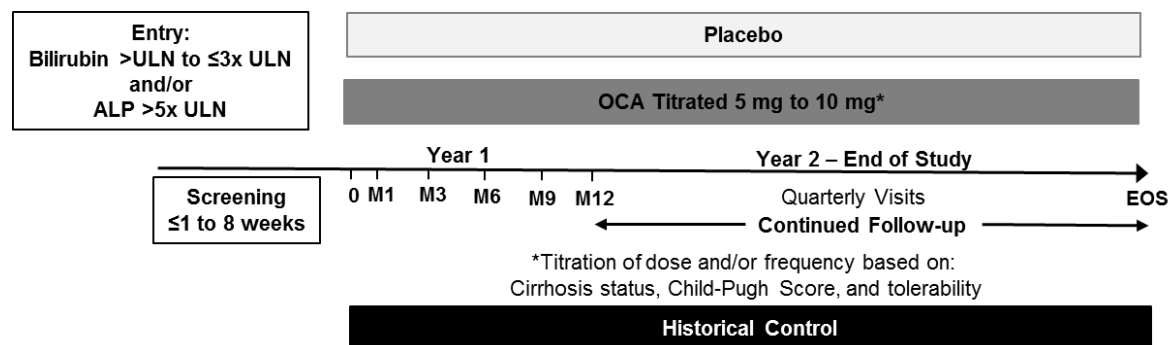 Entry:
Bilirubin >ULN to ≤3x ULN
and/or
ALP >5x ULN
Placebo
OCA Titrated 5 mg to 10 mg*
Year 1
Year 2 – End of Study
Screening
≤1 to 8 weeks
0 M1 M3 M6 M9 M12
Quarterly Visits
EOS
Continued Follow-up
*Titration of dose and/or frequency based on:
Cirrhosis status, Child-Pugh Score, and tolerability
Historical Control